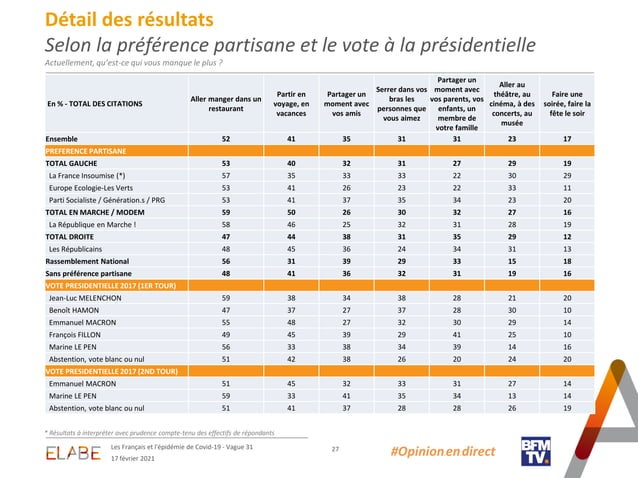 Détail des résultats
Selon la préférence partisane et le vote à la présidentielle
Actuellement, qu'est-ce qui vous manque le plus ?
En % - TOTAL DES CITATIONS | Aller manger dans un restaurant | Partir en voyage, en vacances | Partager un moment avec vos amis | Serrer dans vos bras les personnes que vous aimez | Partager un moment avec vos parents, vos enfants, un membre de votre famille | Aller au théâtre, au cinéma, à des concerts, au musée | Faire une soirée, faire la fête le soir
Ensemble 52 41 35 31 31 23 17
PREFERENCE PARTISANE
TOTAL GAUCHE 53 40 32 31 27 29 19
La France Insoumise (*) 57 35 33 33 22 30 29
Europe Ecologie-Les Verts 53 41 26 23 22 33 11
Parti Socialiste / Génération.s / PRG 53 41 37 35 34 23 20
TOTAL EN MARCHE / MODEM 59 50 26 30 32 27 16
La République en Marche ! 58 46 25 32 31 28 19
TOTAL DROITE 47 44 38 31 35 29 12
Les Républicains 48 45 36 24 34 31 13
Rassemblement National 56 31 39 29 33 15 18
Sans préférence partisane 48 41 36 32 31 19 16
VOTE PRESIDENTIELLE 2017 (1ER TOUR)
Jean-Luc MELENCHON 59 38 34 38 28 21 20
Benoît HAMON 47 37 27 37 28 30 10
Emmanuel MACRON 55 48 27 32 30 29 14
François FILLON 49 45 39 29 41 25 10
Marine LE PEN 56 33 38 34 39 14 16
Abstention, vote blanc ou nul 51 42 38 26 20 24 20
VOTE PRESIDENTIELLE 2017 (2ND TOUR)
Emmanuel MACRON 51 45 32 33 31 27 14
Marine LE PEN 59 33 41 35 34 13 14
Abstention, vote blanc ou nul 51 41 37 28 28 26 19
* Résultats à interpréter avec prudence compte-tenu des effectifs de répondants
ELABE
Les Français et l'épidémie de Covid-19 - Vague 31
17 février 2021
27
#Opinion en direct
BFM
TV.